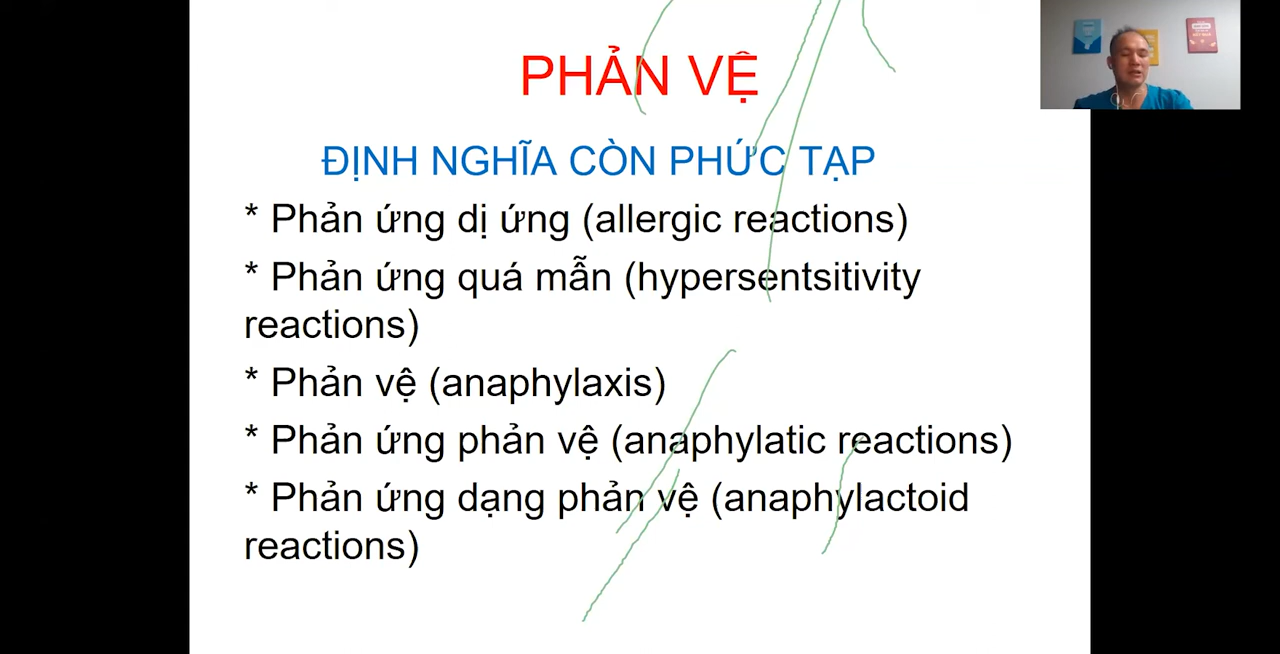 PHẢN VỆ
ĐỊNH NGHĨA CÒN PHỨC TẠP
* Phản ứng dị ứng (allergic reactions)
* Phản ứng quá mẫn (hypersentsitivity
reactions)
* Phản vệ (anaphylaxis)
* Phản ứng phản vệ (anaphylatic reactions)
* Phản ứng dạng phản vệ (anaphylactoid
reactions)